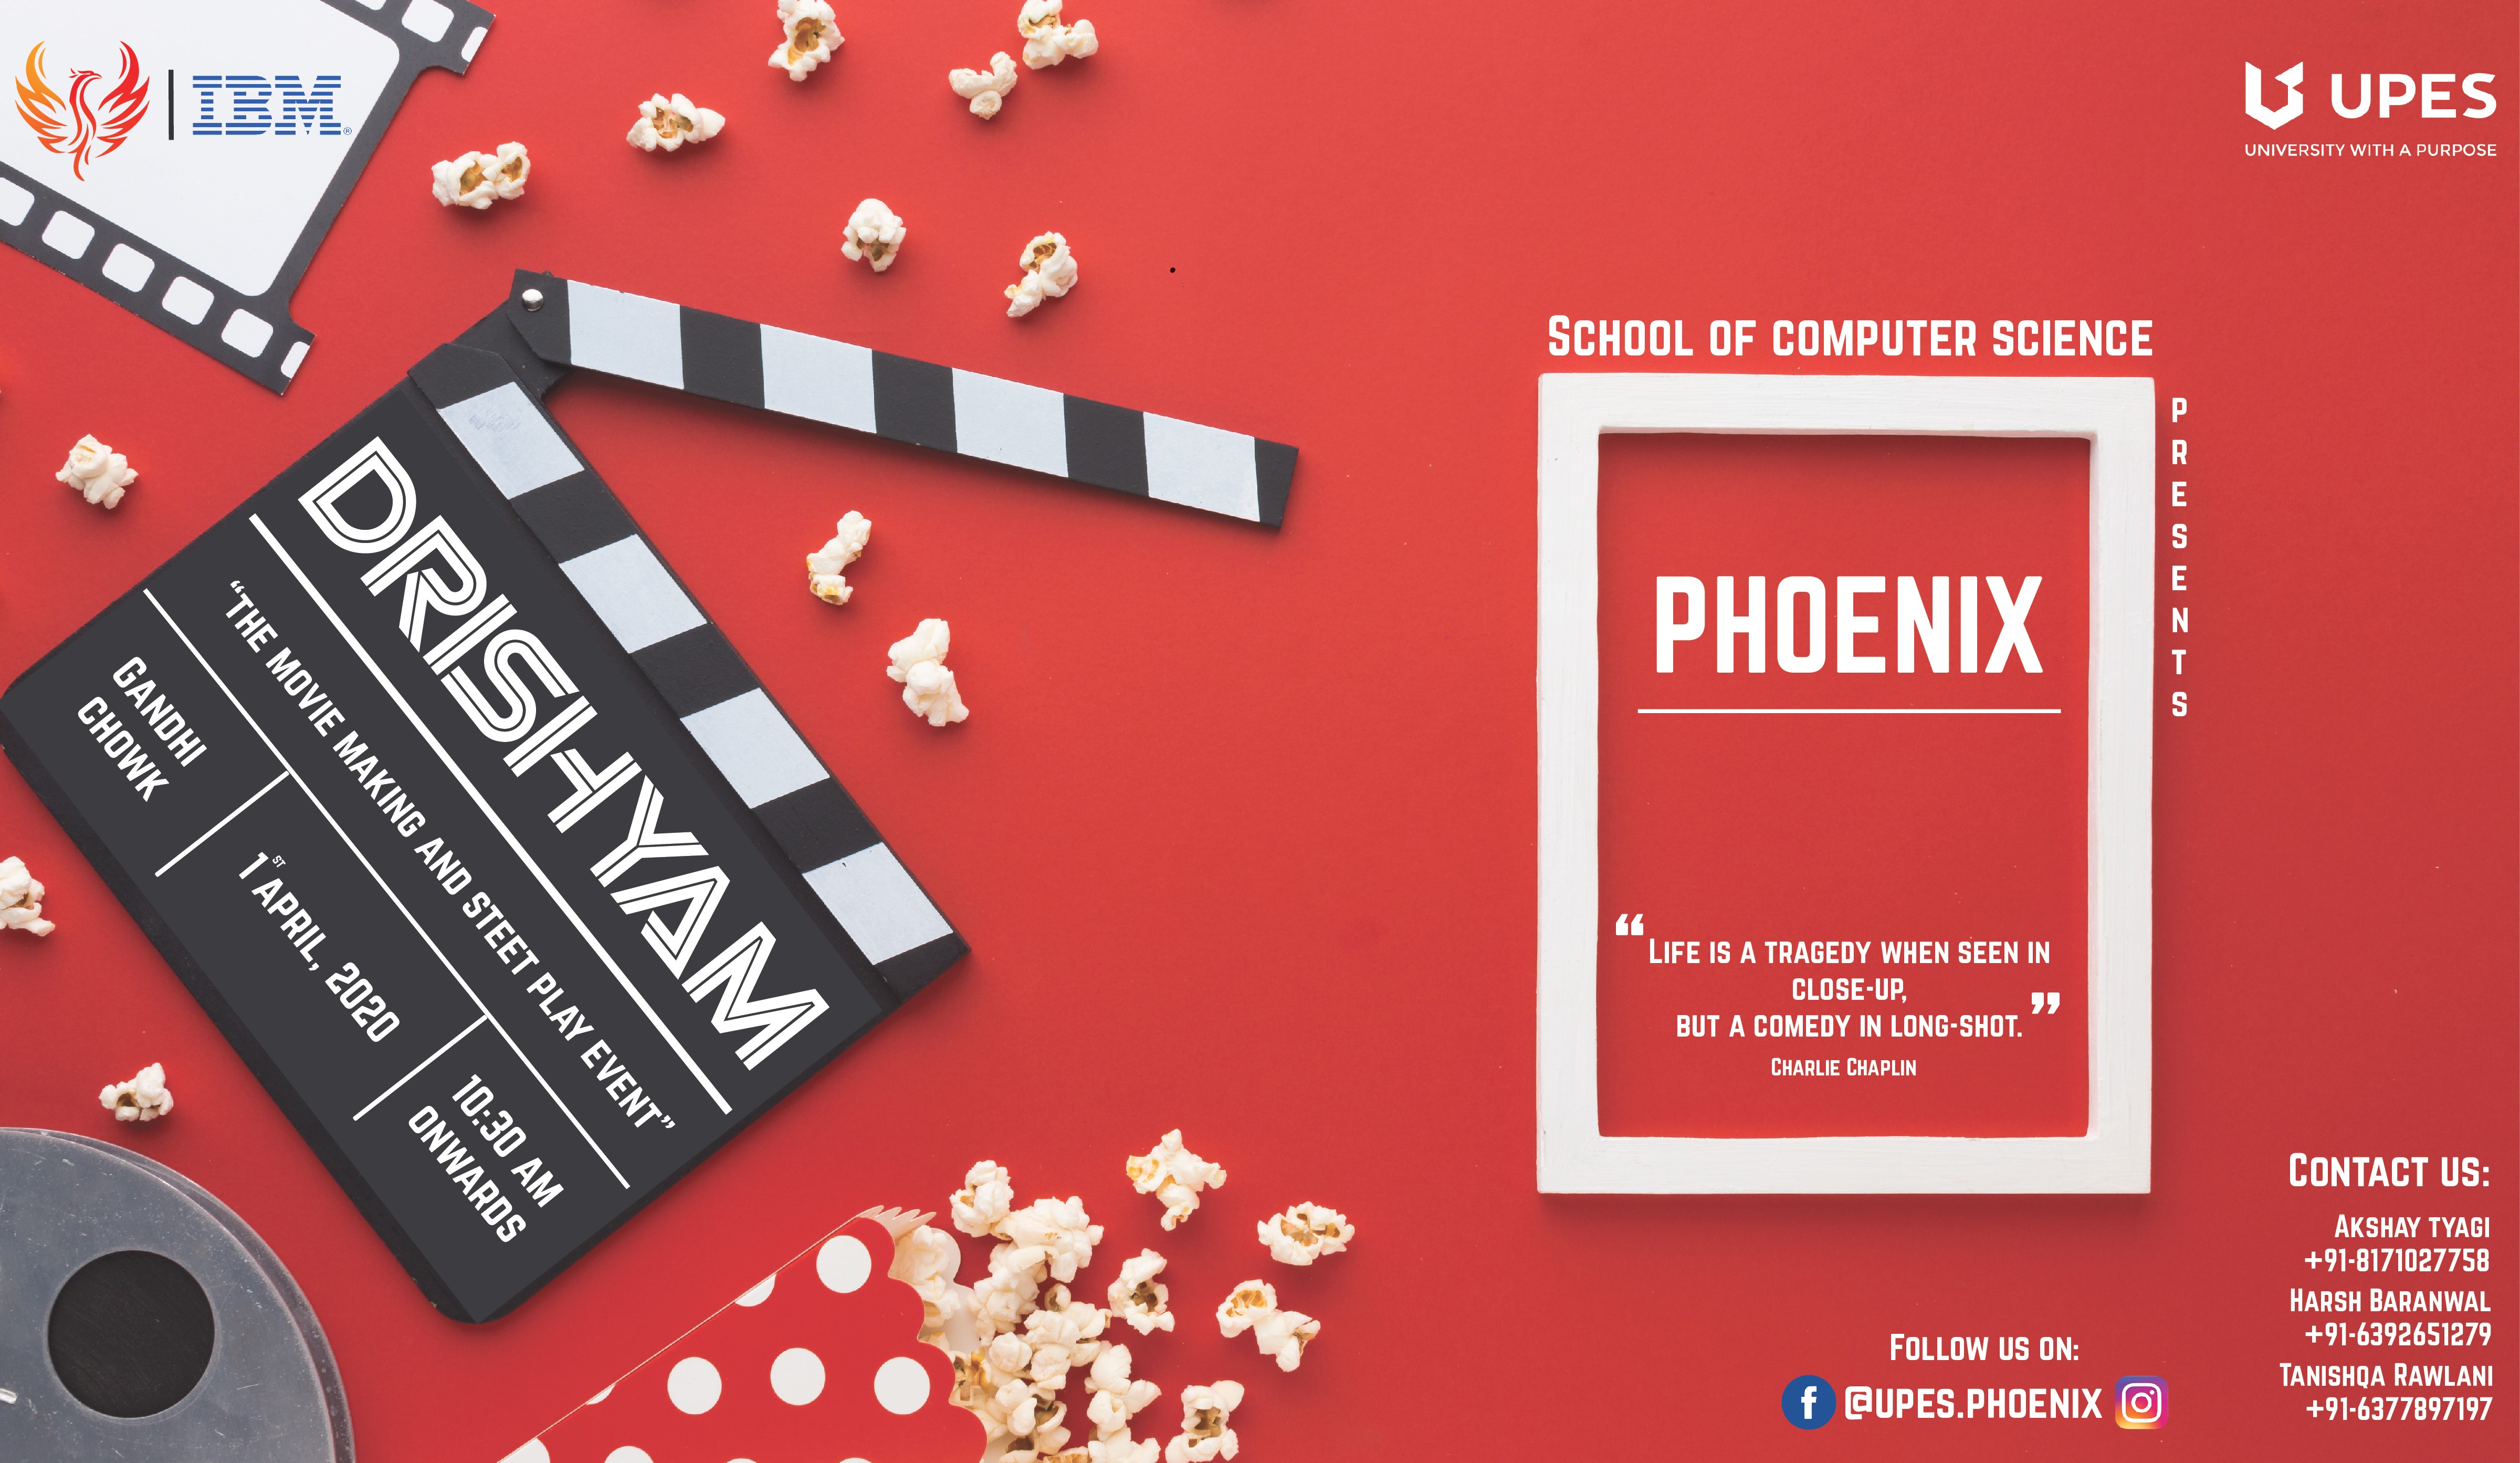 IBM®
UPES
UNIVERSITY WITH A PURPOSE
DRISHYAM
“THE MOVIE MAKING AND STEET PLAY EVENT”
GANDHI
CHOWK
1ST APRIL, 2020
10:30 AM
ONWARDS
SCHOOL OF COMPUTER SCIENCE
PRESENTS
PHOENIX
“LIFE IS A TRAGEDY WHEN SEEN IN
CLOSE-UP,
BUT A COMEDY IN LONG-SHOT.”
CHARLIE CHAPLIN
CONTACT US:
AKSHAY TYAGI
+91-8171027758
HARSH BARANWAL
+91-6392651279
TANISHQA RAWLANI
+91-6377897197
FOLLOW US ON:
f @UPES.PHOENIX